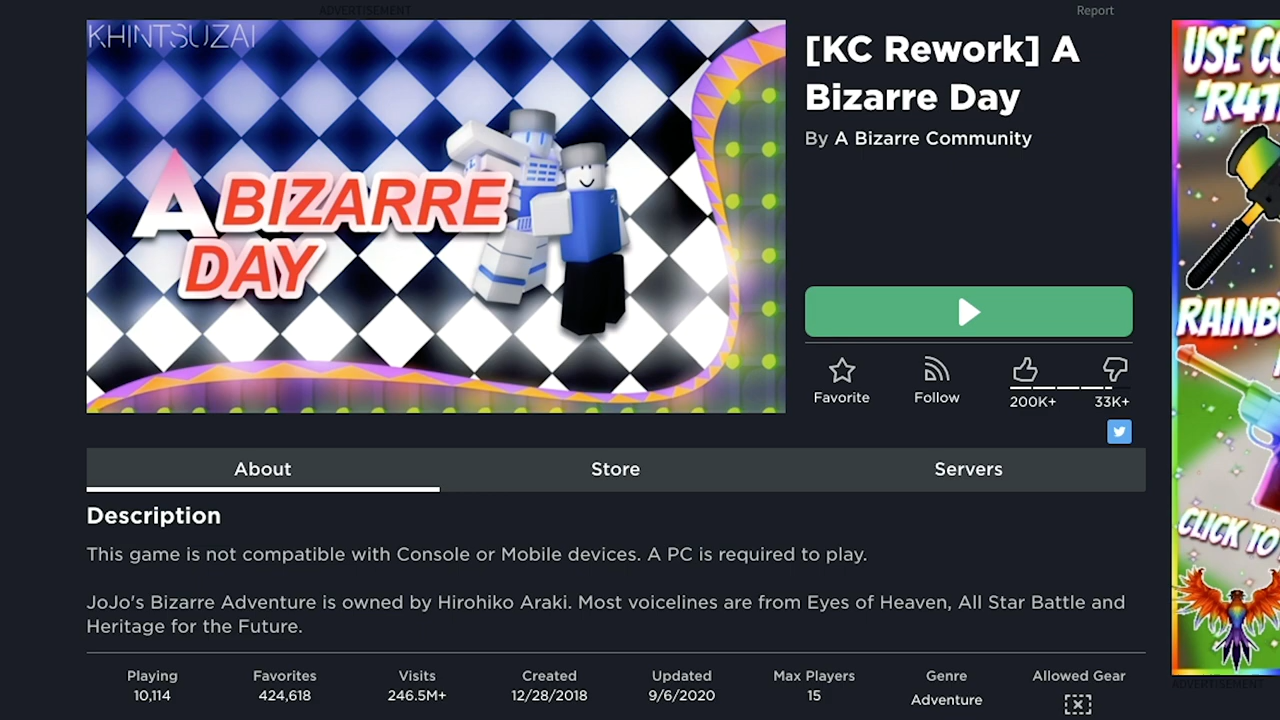 ADVERTISEMENT
Report
KHINTSUZAI
A BIZARRE
DAY
[KC Rework] A
Bizarre Day
By A Bizarre Community
Favorite
Follow
200K+
33K+
About
Store
Servers
Description
This game is not compatible with Console or Mobile devices. A PC is required to play.
JoJo's Bizarre Adventure is owned by Hirohiko Araki. Most voicelines are from Eyes of Heaven, All Star Battle and
Heritage for the Future.
Playing
Favorites
Visits
Created
Updated
Max Players
Genre
Allowed Gear
10,114
424,618
246.5M+
12/28/2018
9/6/2020
15
Adventure
USE
CLICK TO
ADVERTISEMENT